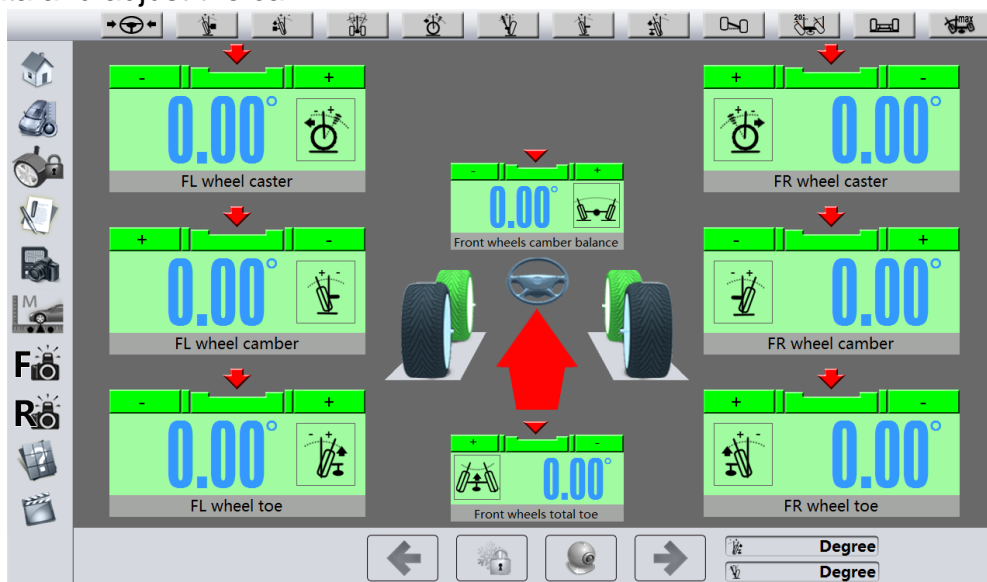 20°
max
- +
+ -
0.00°
0.00°
FL wheel caster
FR wheel caster
- +
0.00°
Front wheels camber balance
+ -
- +
0.00°
0.00°
FL wheel camber
FR wheel camber
M
F
R
- +
+ -
0.00°
0.00°
FL wheel toe
FR wheel toe
+ -
0.00°
Front wheels total toe
Degree
Degree